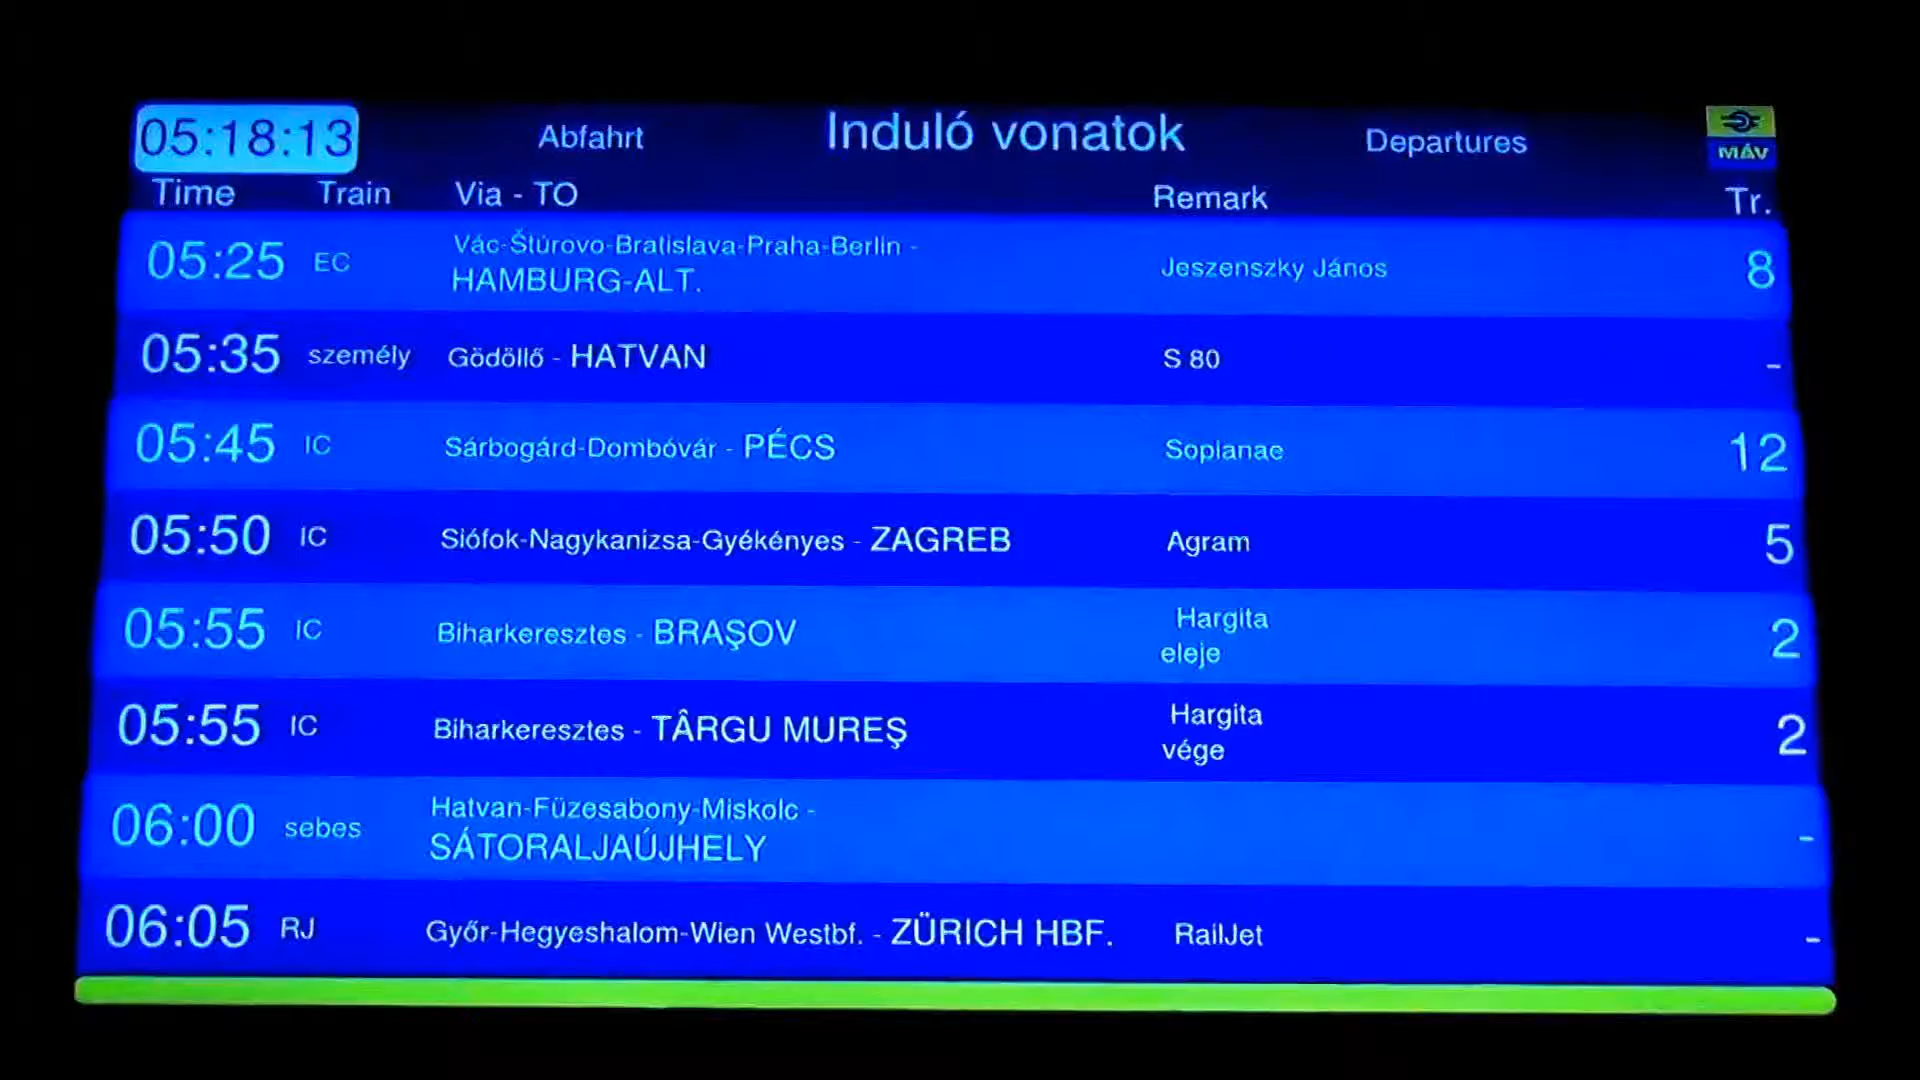 05:18:13 Abfahrt Induló vonatok Departures MÁV
Time Train Via - TO Remark Tr.
05:25 EC Vác-Štúrovo-Bratislava-Praha-Berlin -
HAMBURG-ALT. Jeszenszky János 8
05:35 személy Gödöllő - HATVAN S 80 -
05:45 IC Sárbogárd-Dombóvár - PÉCS Sopianae 12
05:50 IC Siófok-Nagykanizsa-Gyékényes - ZAGREB Agram 5
05:55 IC Biharkeresztes - BRAŞOV Hargita
eleje 2
05:55 IC Biharkeresztes - TÂRGU MUREŞ Hargita
vége 2
06:00 sebes Hatvan-Füzesabony-Miskolc -
SÁTORALJAÚJHELY -
06:05 RJ Győr-Hegyeshalom-Wien Westbf. - ZÜRICH HBF. RailJet -